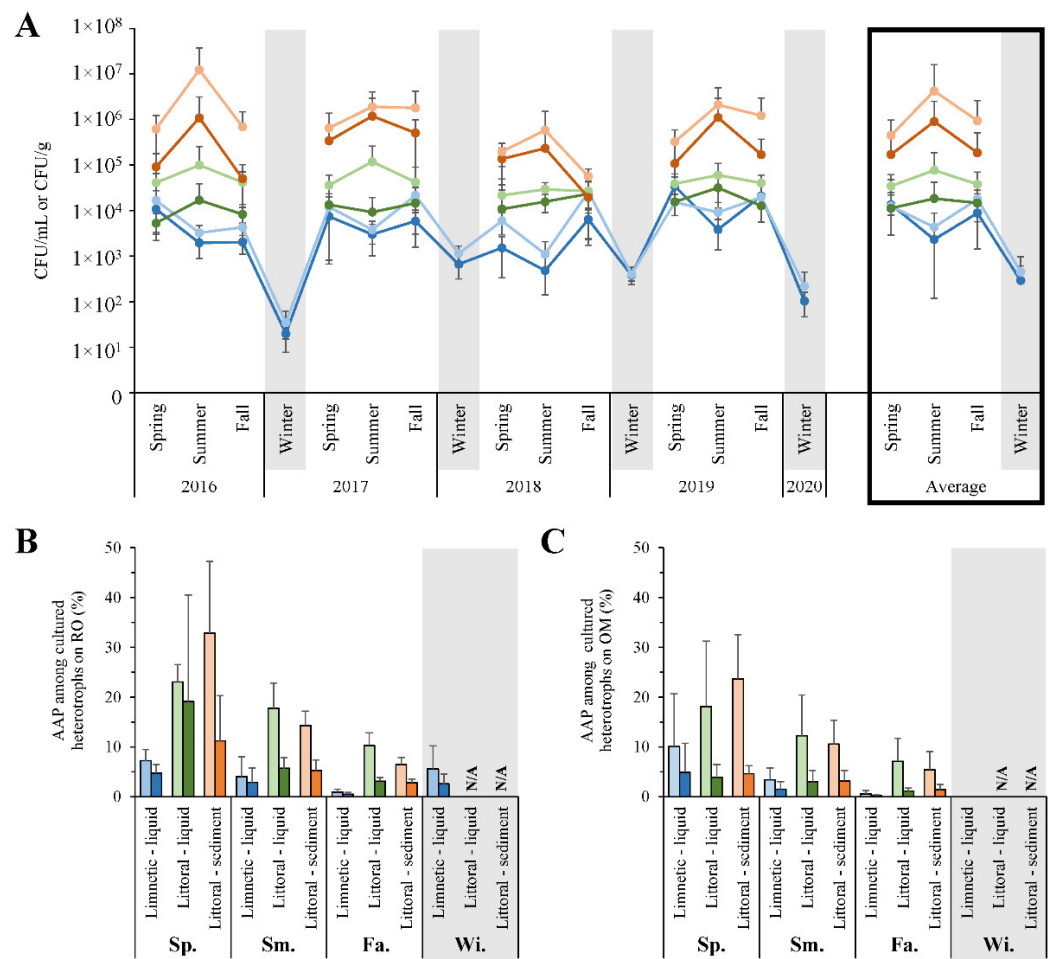 A
CFU/mL or CFU/g
1×10⁸
1×10⁷
1×10⁶
1×10⁵
1×10⁴
1×10³
1×10²
1×10¹
0
Spring Summer Fall Winter Spring Summer Fall Winter Spring Summer Fall Winter Spring Summer Fall Winter Spring Summer Fall Winter
2016 2017 2018 2019 2020 Average
B
AAP among cultured
heterotrophs on RO (%)
50
40
30
20
10
0
N/A N/A
Limnetic - liquid Littoral - liquid Littoral - sediment Limnetic - liquid Littoral - liquid Littoral - sediment Limnetic - liquid Littoral - liquid Littoral - sediment Limnetic - liquid Littoral - liquid Littoral - sediment
Sp. Sm. Fa. Wi.
C
AAP among cultured
heterotrophs on OM (%)
50
40
30
20
10
0
N/A N/A
Limnetic - liquid Littoral - liquid Littoral - sediment Limnetic - liquid Littoral - liquid Littoral - sediment Limnetic - liquid Littoral - liquid Littoral - sediment Limnetic - liquid Littoral - liquid Littoral - sediment
Sp. Sm. Fa. Wi.